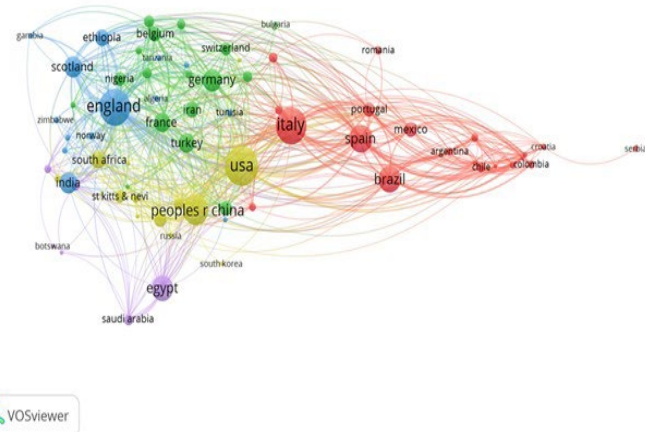 bulgaria
gambia
ethiopia
belgium
switzerland
romania
tanzania
scotland
nigeria
germany
algeria
england
iran
tunisia
portugal
zimbabwe
france
italy
mexico
norway
turkey
spain
croatia
serbia
argentina
south africa
usa
chile
colombia
india
brazil
st kitts & nevi
peoples r china
russia
botswana
south korea
egypt
saudi arabia
VOSviewer